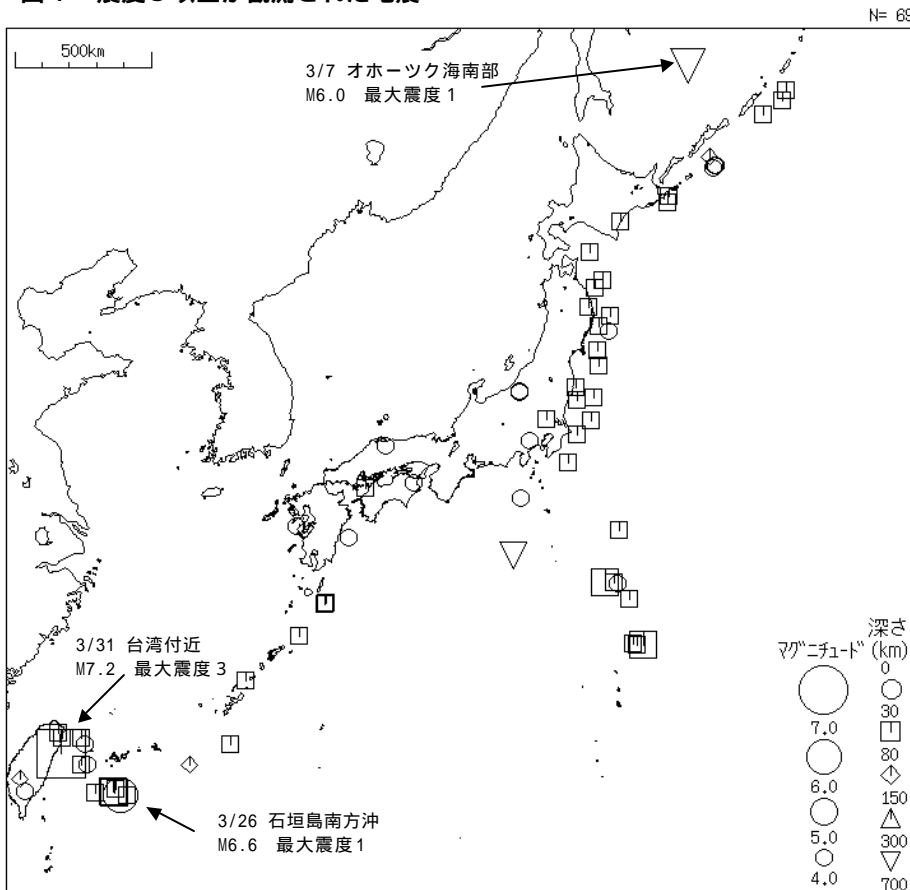 N= 69
500km
3/7 オホーツク海南部
M6.0 最大震度1
3/31 台湾付近
M7.2 最大震度3
3/26 石垣島南方沖
M6.6 最大震度1
マグニチュード
7.0
6.0
5.0
4.0
深さ
(km)
0
30
80
150
300
700